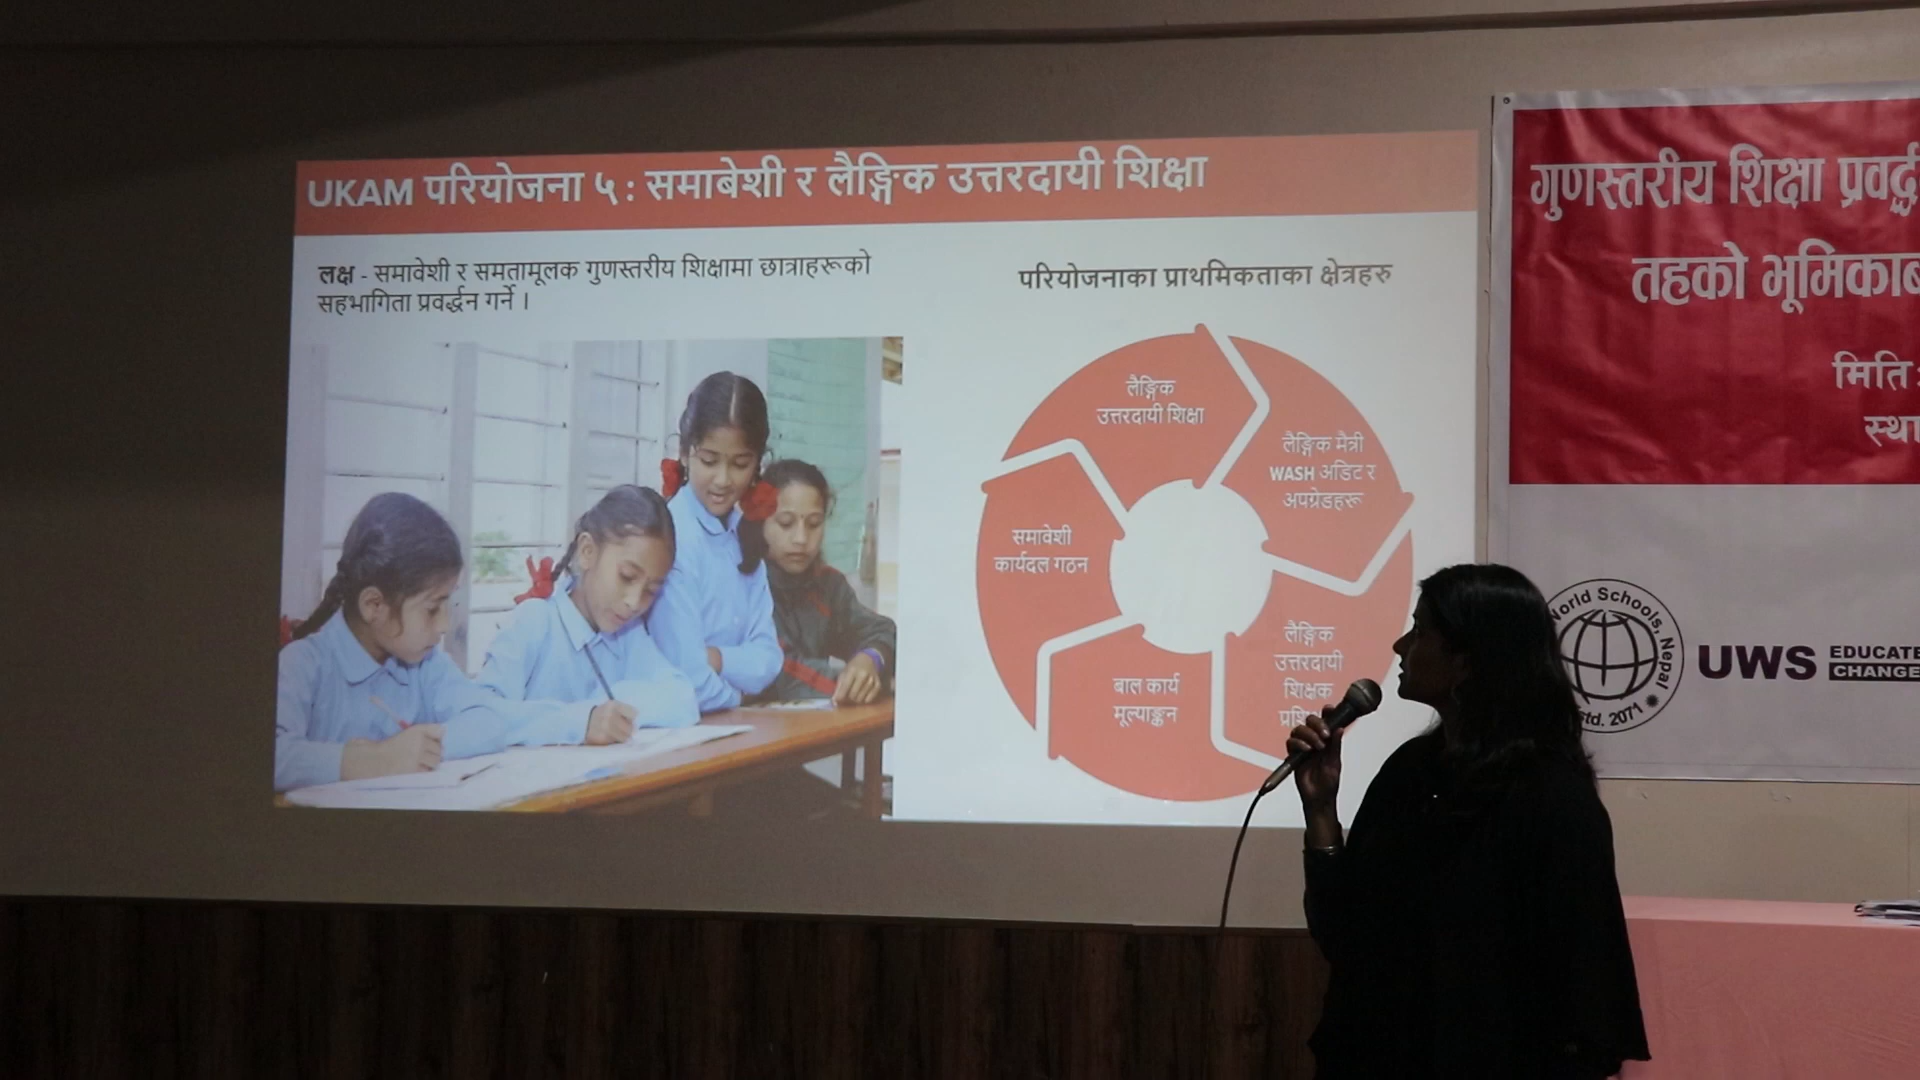 UKAM परियोजना ५ : समाबेशी र लैङ्गिक उत्तरदायी शिक्षा
लक्ष - समावेशी र समतामूलक गुणस्तरीय शिक्षामा छात्राहरूको
सहभागिता प्रवर्द्धन गर्ने ।
परियोजनाका प्राथमिकताका क्षेत्रहरु
लैङ्गिक
उत्तरदायी शिक्षा
लैङ्गिक मैत्री
WASH अडिट र
अपग्रेडहरू
समावेशी
कार्यदल गठन
लैङ्गिक
उत्तरदायी
शिक्षक
बाल कार्य
मूल्याङ्कन
गुणस्तरीय शिक्षा
तहको
मिति
World Schools, Nepal
Estd. 2071
UWS EDUCATE
CHANGE